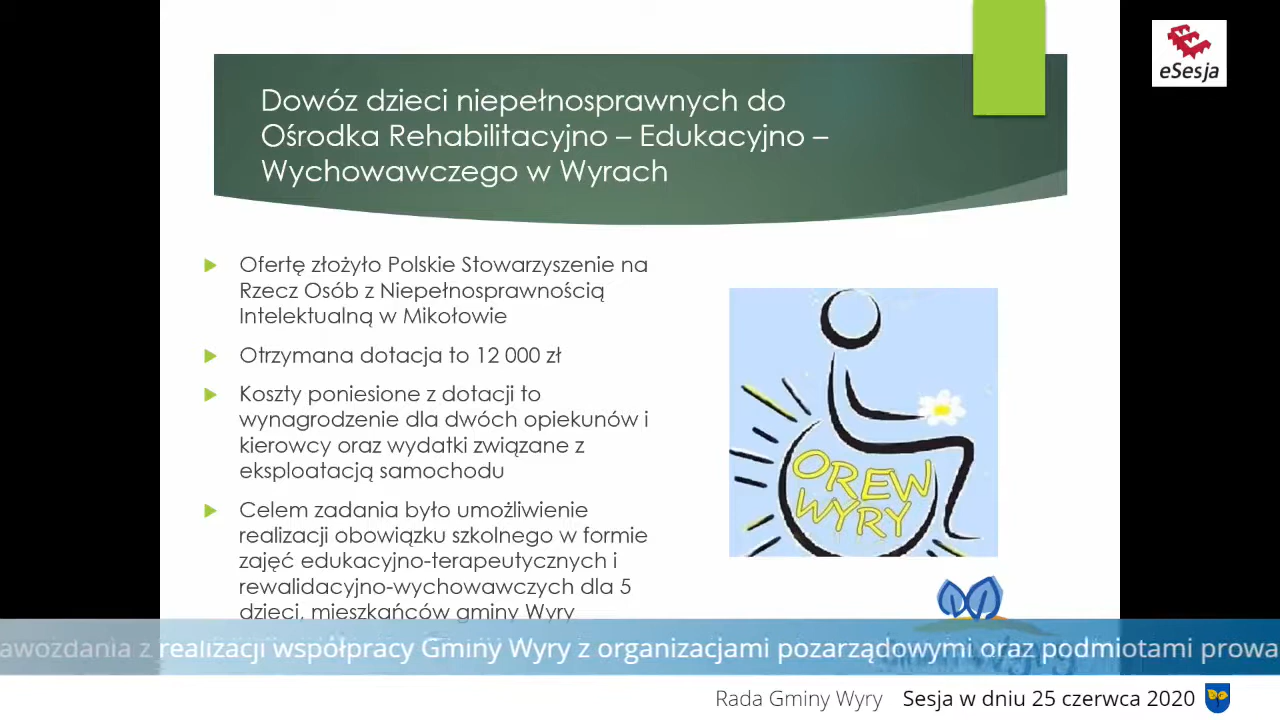 eSesja
Dowóz dzieci niepełnosprawnych do
Ośrodka Rehabilitacyjno – Edukacyjno –
Wychowawczego w Wyrach
Ofertę złożyło Polskie Stowarzyszenie na
Rzecz Osób z Niepełnosprawnością
Intelektualną w Mikołowie
Otrzymana dotacja to 12 000 zł
Koszty poniesione z dotacji to
wynagrodzenie dla dwóch opiekunów i
kierowcy oraz wydatki związane z
eksploatacją samochodu
Celem zadania było umożliwienie
realizacji obowiązku szkolnego w formie
zajęć edukacyjno-terapeutycznych i
rewalidacyjno-wychowawczych dla 5
dzieci, mieszkańców gminy Wyry
OREW
WYRY
awozdania z realizacji współpracy Gminy Wyry z organizacjami pozarządowymi oraz podmiotami prowa
Rada Gminy Wyry Sesja w dniu 25 czerwca 2020